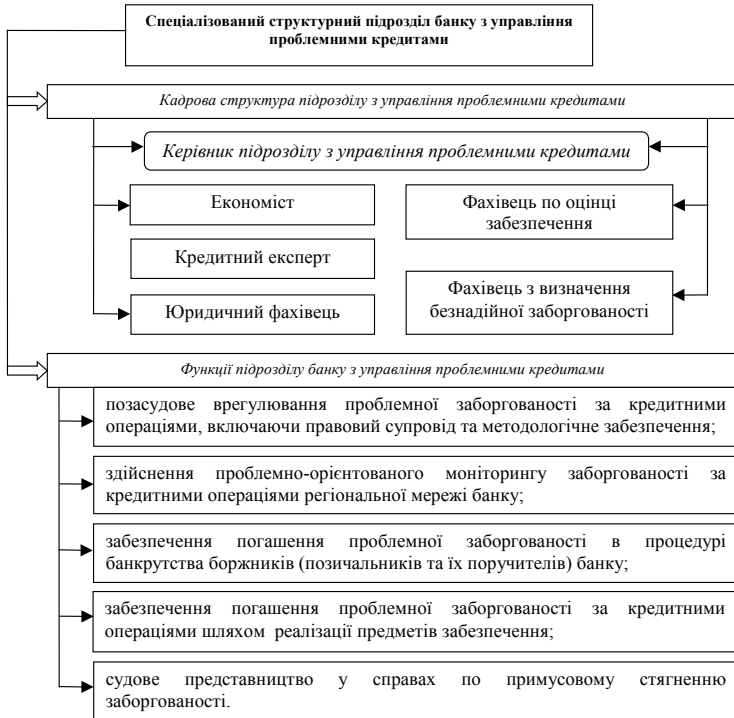 Спеціалізований структурний підрозділ банку з управління
проблемними кредитами
Кадрова структура підрозділу з управління проблемними кредитами
Керівник підрозділу з управління проблемними кредитами
Економіст
Кредитний експерт
Юридичний фахівець
Фахівець по оцінці
забезпечення
Фахівець з визначення
безнадійної заборгованості
Функції підрозділу банку з управління проблемними кредитами
позасудове врегулювання проблемної заборгованості за кредитними
операціями, включаючи правовий супровід та методологічне забезпечення;
здійснення проблемно-орієнтованого моніторингу заборгованості за
кредитними операціями регіональної мережі банку;
забезпечення погашення проблемної заборгованості в процедурі
банкрутства боржників (позичальників та їх поручителів) банку;
забезпечення погашення проблемної заборгованості за кредитними
операціями шляхом реалізації предметів забезпечення;
судове представництво у справах по примусовому стягненню
заборгованості.